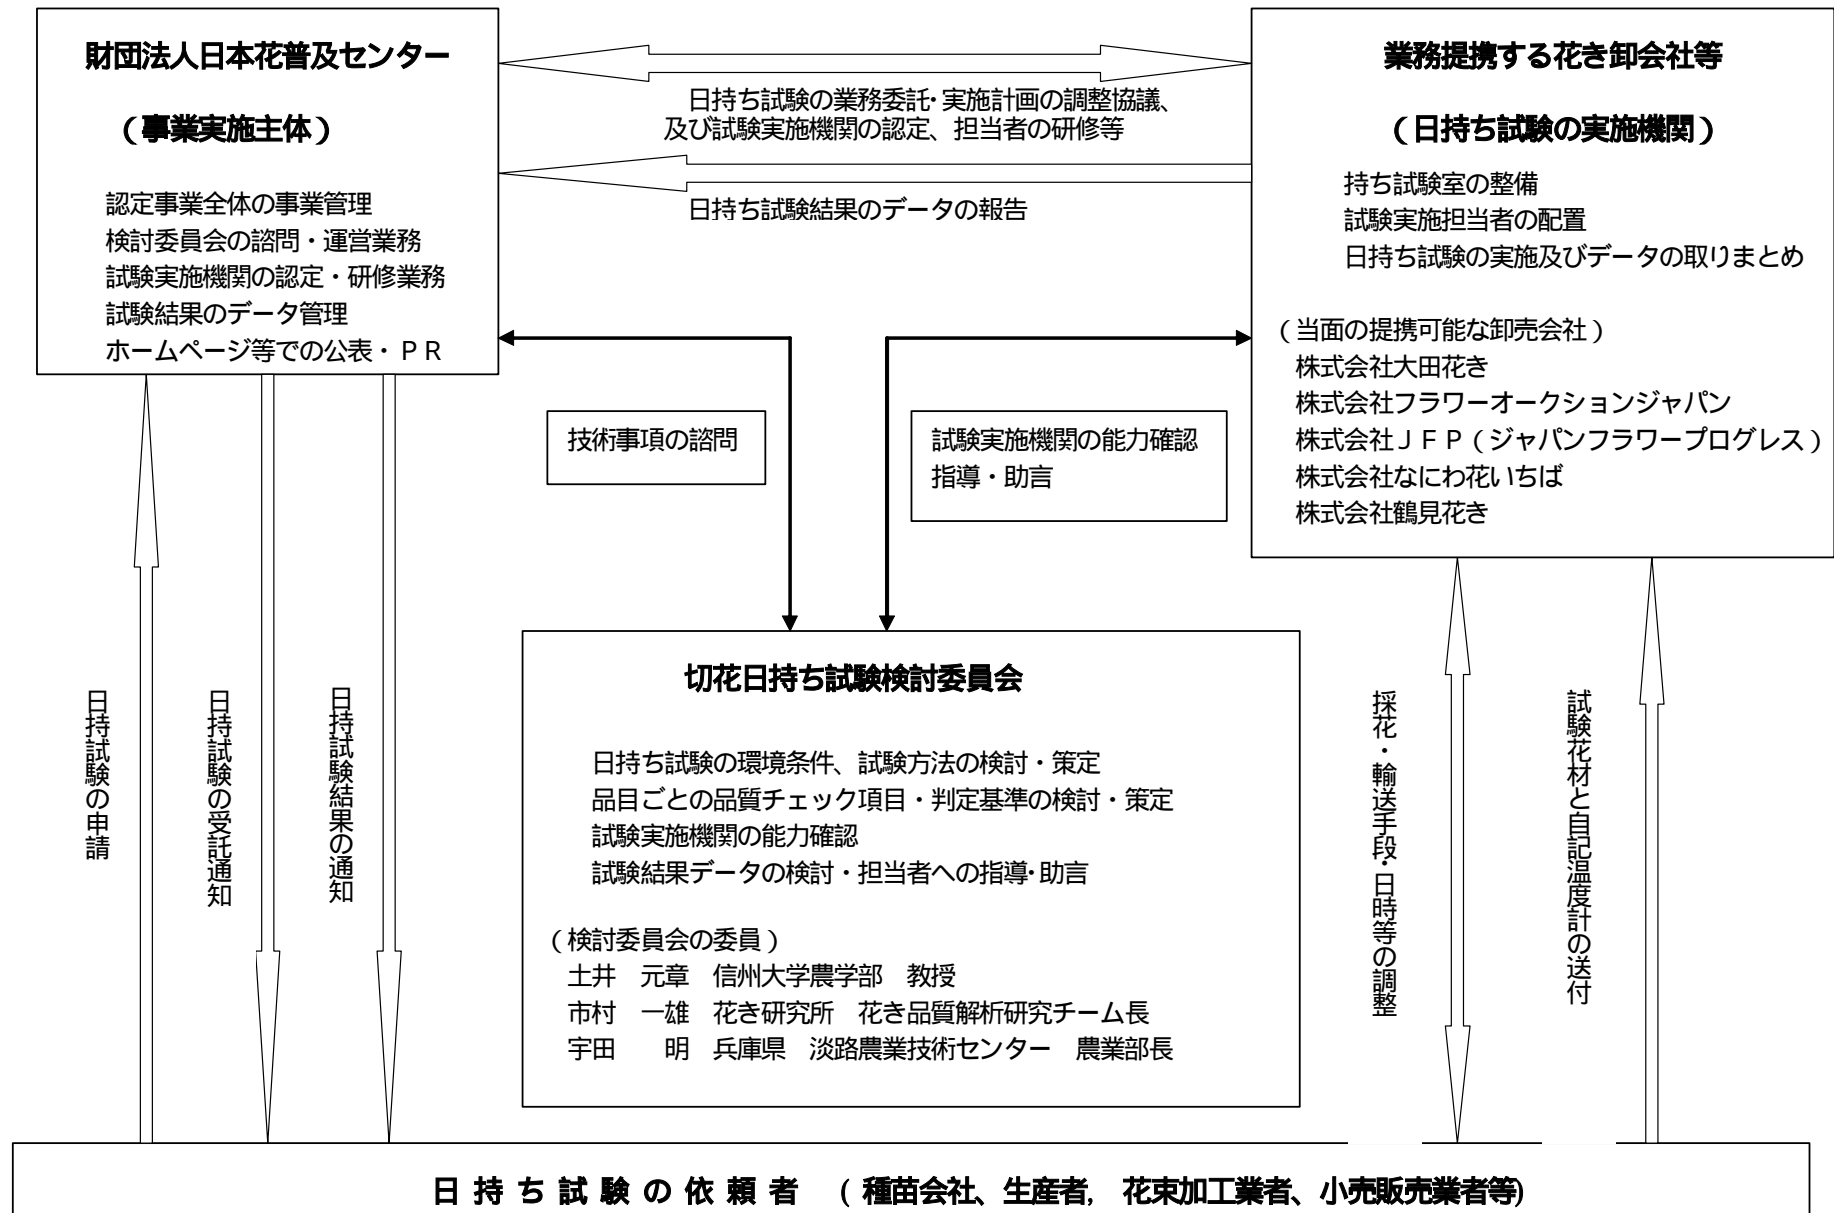 財団法人日本花普及センター
（事業実施主体）
認定事業全体の事業管理
検討委員会の諮問・運営業務
試験実施機関の認定・研修業務
試験結果のデータ管理
ホームページ等での公表・ＰＲ
日持ち試験の業務委託・実施計画の調整協議、
及び試験実施機関の認定、担当者の研修等
日持ち試験結果のデータの報告
業務提携する花き卸会社等
（日持ち試験の実施機関）
持ち試験室の整備
試験実施担当者の配置
日持ち試験の実施及びデータの取りまとめ
（当面の提携可能な卸売会社）
株式会社大田花き
株式会社フラワーオークションジャパン
株式会社ＪＦＰ（ジャパンフラワープログレス）
株式会社なにわ花いちば
株式会社鶴見花き
技術事項の諮問
試験実施機関の能力確認
指導・助言
切花日持ち試験検討委員会
日持ち試験の環境条件、試験方法の検討・策定
品目ごとの品質チェック項目・判定基準の検討・策定
試験実施機関の能力確認
試験結果データの検討・担当者への指導・助言
（検討委員会の委員）
土井　元章　信州大学農学部　教授
市村　一雄　花き研究所　花き品質解析研究チーム長
宇田　　明　兵庫県　淡路農業技術センター　農業部長
日持試験の申請
日持試験の受託通知
日持試験結果の通知
採花・輸送手段・日時等の調整
試験花材と自記温度計の送付
日 持 ち 試 験 の 依 頼 者　（ 種苗会社、生産者,　花束加工業者、小売販売業者等)